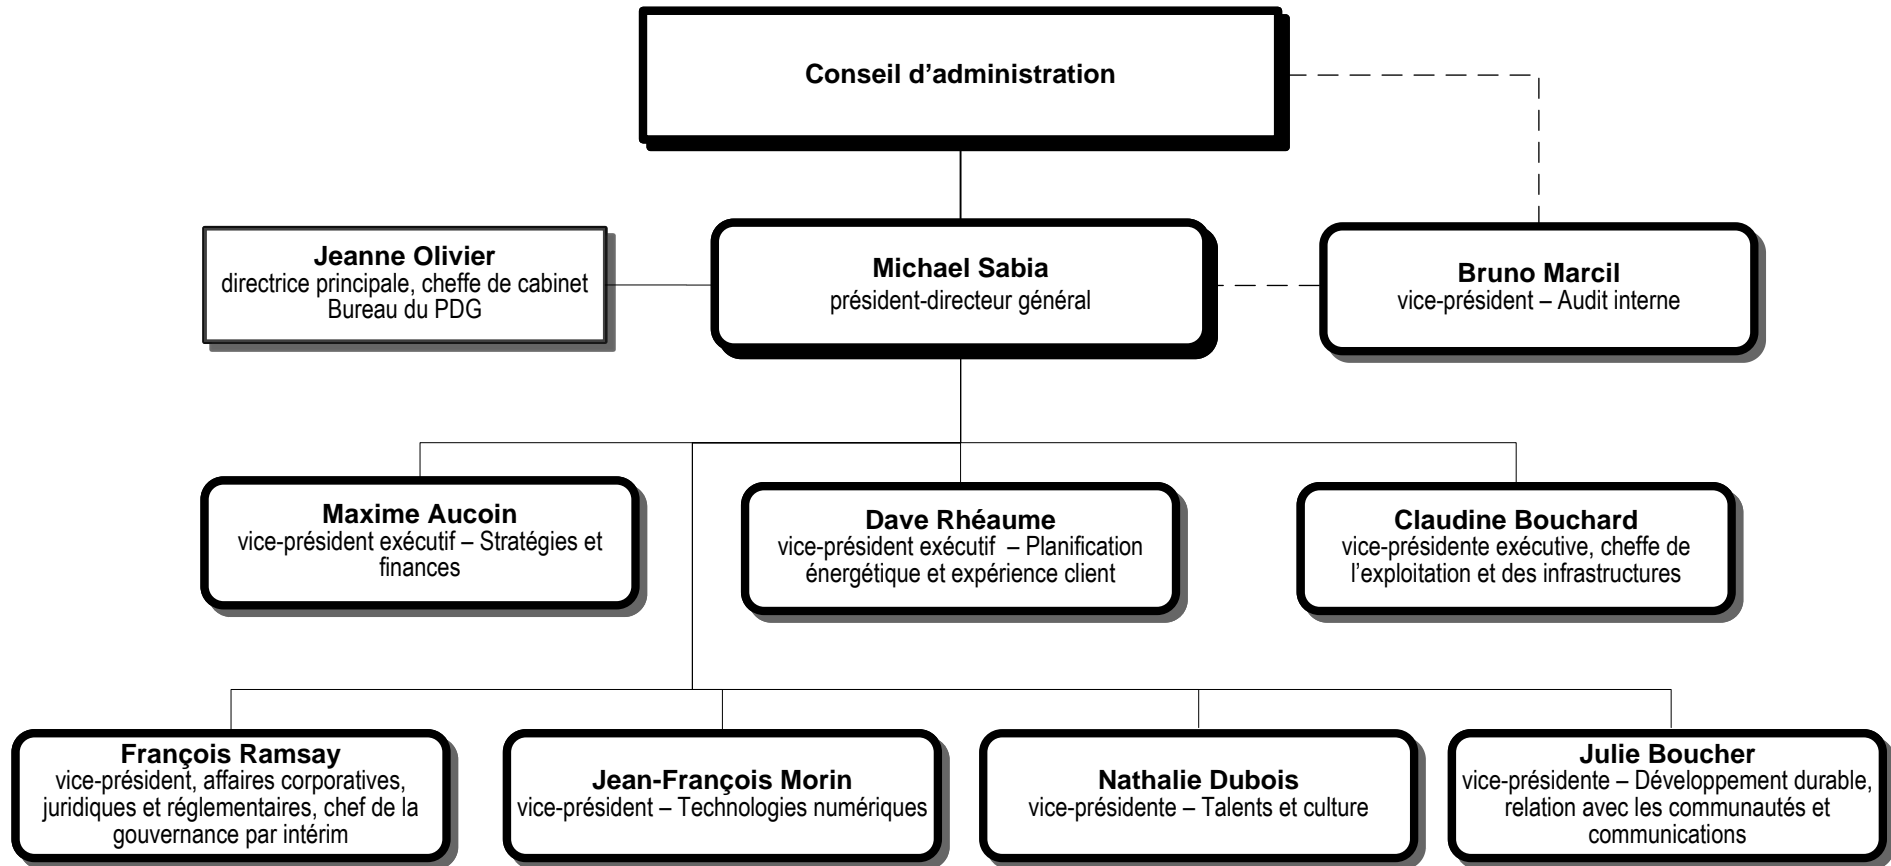 Conseil d’administration
Jeanne Olivier
directrice principale, cheffe de cabinet
Bureau du PDG
Michael Sabia
président-directeur général
Bruno Marcil
vice-président – Audit interne
Maxime Aucoin
vice-président exécutif – Stratégies et
finances
Dave Rhéaume
vice-président exécutif – Planification
énergétique et expérience client
Claudine Bouchard
vice-présidente exécutive, cheffe de
l’exploitation et des infrastructures
François Ramsay
vice-président, affaires corporatives,
juridiques et réglementaires, chef de la
gouvernance par intérim
Jean-François Morin
vice-président – Technologies numériques
Nathalie Dubois
vice-présidente – Talents et culture
Julie Boucher
vice-présidente – Développement durable,
relation avec les communautés et
communications